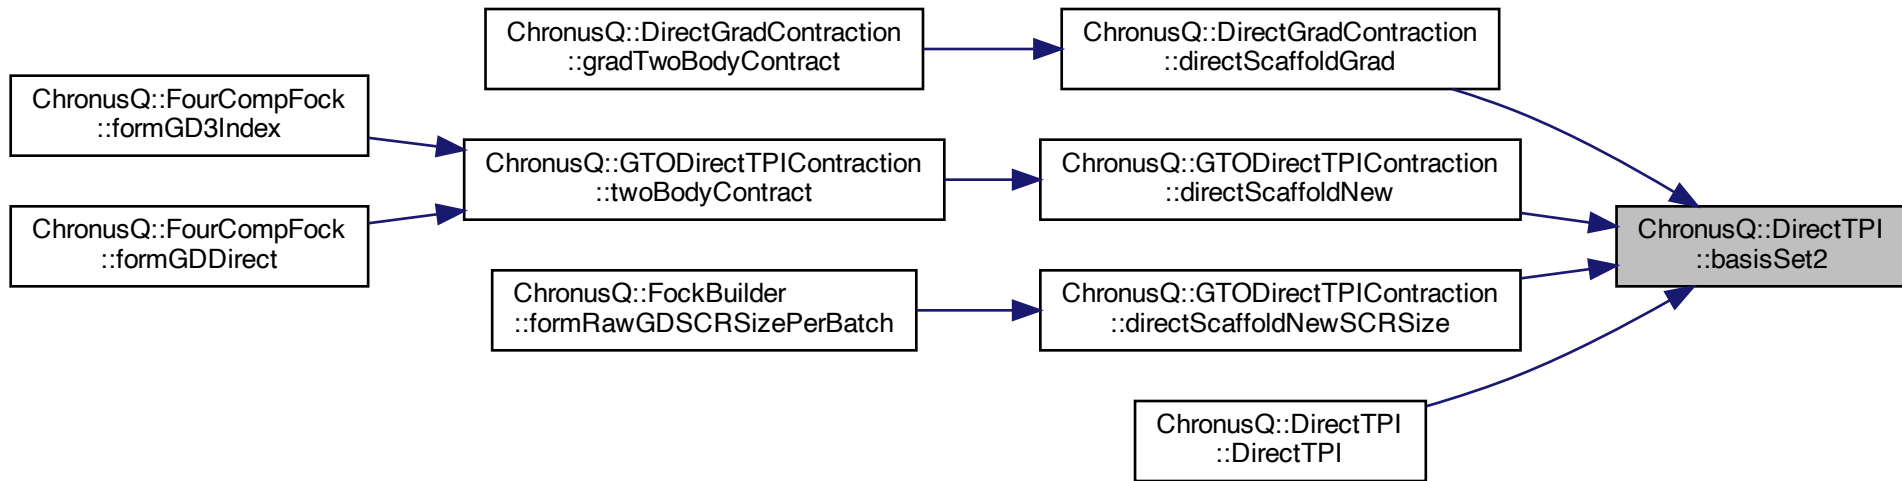 ChronusQ::DirectGradContraction
::gradTwoBodyContract
ChronusQ::DirectGradContraction
::directScaffoldGrad
ChronusQ::FourCompFock
::formGD3Index
ChronusQ::GTODirectTPIContraction
::twoBodyContract
ChronusQ::GTODirectTPIContraction
::directScaffoldNew
ChronusQ::FourCompFock
::formGDDirect
ChronusQ::DirectTPI
::basisSet2
ChronusQ::FockBuilder
::formRawGDSCRSizePerBatch
ChronusQ::GTODirectTPIContraction
::directScaffoldNewSCRSize
ChronusQ::DirectTPI
::DirectTPI